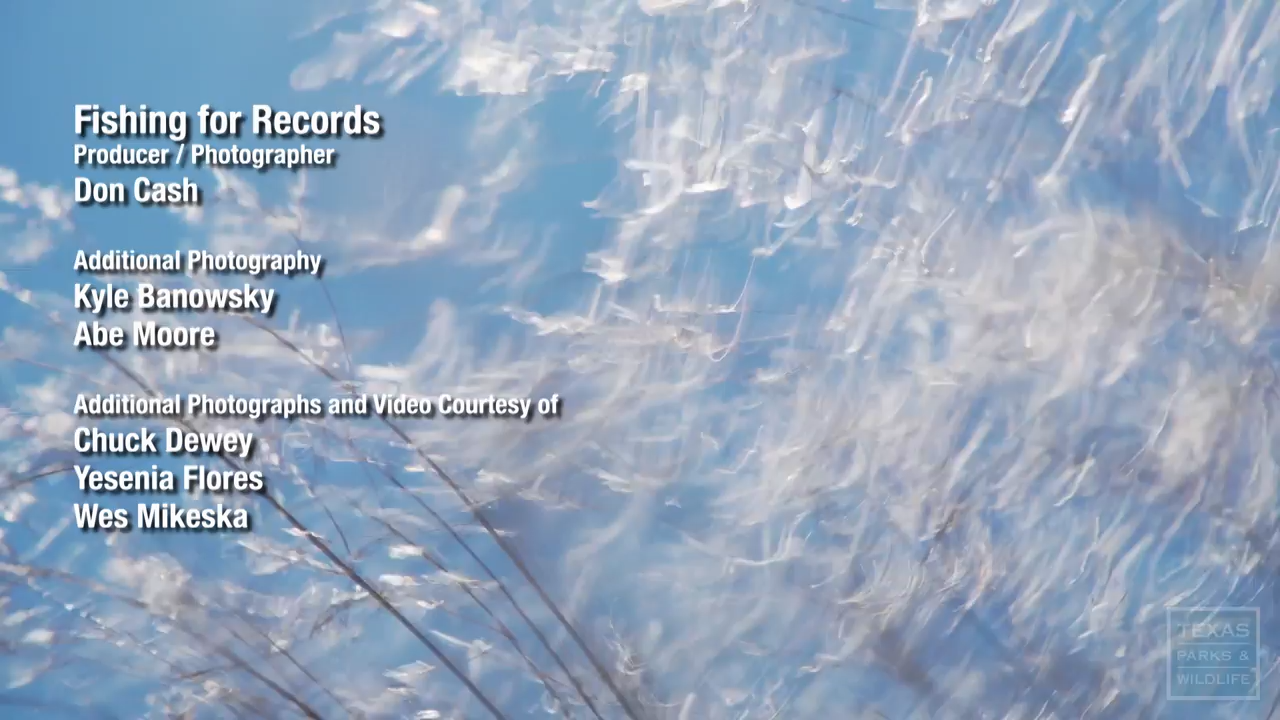 Fishing for Records
Producer / Photographer
Don Cash
Additional Photography
Kyle Banowsky
Abe Moore
Additional Photographs and Video Courtesy of
Chuck Dewey
Yesenia Flores
Wes Mikeska
TEXAS
PARKS &
WILDLIFE